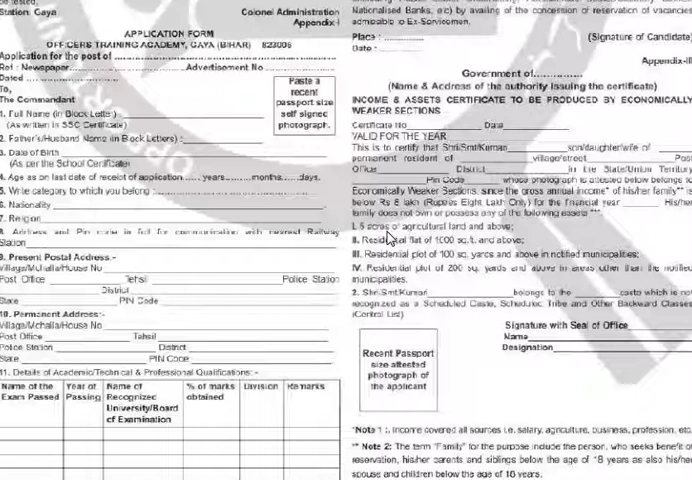 Station: Gaya
Colonel Administration
Appendix-I
APPLICATION FORM
OFFICERS TRAINING ACADEMY, GAYA (BIHAR) 823005
Application for the post of
Ref : Newspaper Advertisement No
Dated
To,
The Commandant
Paste a
recent
passport size
self signed
photograph.
1. Full Name (in Block Letter) :
(As written in SSC Certificate)
2. Father's/Husband Name (in Block Letters) :
3. Date of Birth
(As per the School Certificate)
4. Age as on last date of receipt of application ......years.........months......days.
5. Write category to which you belong :
6. Nationality
7. Religion
8. Address and Pin code in full for communication with nearest Railway
Station
9. Present Postal Address :-
Village/Mohalla/House No
Post Office Tehsil Police Station
District
State PIN Code
10. Permanent Address:-
Village/Mohalla/House No
Post Office Tahsil
Police Station District
State PIN Code
11. Details of Academic/Technical & Professional Qualifications: -
Name of the Exam Passed
Year of Passing
Name of Recognized University/Board of Examination
% of marks obtained
Division
Remarks
Nationalised Banks, etc) by availing of the concession of reservation of vacancies
admissible to Ex-Servicemen.
Place : (Signature of Candidate)
Date :
Appendix-II
Government of..............
(Name & Address of the authority issuing the certificate)
INCOME & ASSETS CERTIFICATE TO BE PRODUCED BY ECONOMICALLY
WEAKER SECTIONS
Certificate No Date
VALID FOR THE YEAR
This is to certify that Shri/Smt/Kumari son/daughter/wife of
permanent resident of village/street Post
Office District in the State/Union Territory
Pin Code whose photograph is attested below belongs to
Economically Weaker Sections, since the gross annual income* of his/her family** is
below Rs 8 lakh (Rupees Eight Lakh Only) for the financial year His/her
family does not own or possess any of the following assets ***
I. 5 acres of agricultural land and above;
II. Residential flat of 1000 sq.ft. and above;
III. Residential plot of 100 sq. yards and above in notified municipalities;
IV. Residential plot of 200 sq. yards and above in areas other than the notified
municipalities.
2. Shri/Smt/Kumari belongs to the caste which is not
recognized as a Scheduled Caste, Scheduled Tribe and Other Backward Classes
(Central List)
Signature with Seal of Office
Name
Designation
Recent Passport
size attested
photograph of
the applicant
*Note 1 :. Income covered all sources i.e. salary, agriculture, business, profession, etc.
** Note 2: The term "Family" for the purpose include the person, who seeks benefit of
reservation, his/her parents and siblings below the age of 18 years as also his/her
spouse and children below the age of 18 years.